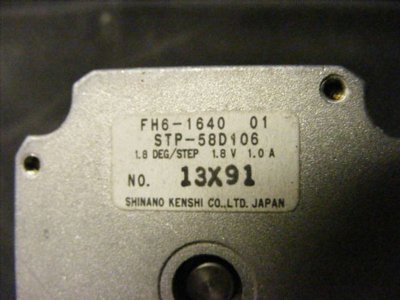 FH6-1640 01
STP-58D106
1.8 DEG/STEP 1.8 V 1.0 A
NO. 13X91
SHINANO KENSHI CO.,LTD. JAPAN